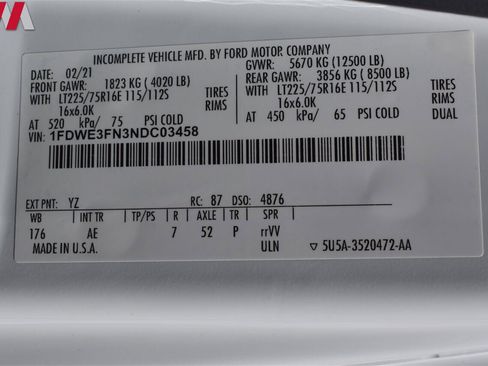 INCOMPLETE VEHICLE MFD. BY FORD MOTOR COMPANY
DATE: 02/21 GVWR: 5670 KG (12500 LB)
FRONT GAWR: 1823 KG (4020 LB) REAR GAWR: 3856 KG (8500 LB)
WITH LT225/75R16E 115/112S TIRES WITH LT225/75R16E 115/112S TIRES
16x6.0K RIMS 16x6.0K RIMS
AT 520 kPa/ 75 PSI COLD AT 450 kPa/ 65 PSI COLD DUAL
VIN: 1FDWE3FN3NDC03458
EXT PNT: YZ RC: 87 DSO: 4876
WB INT TR TP/PS R AXLE TR SPR
176 AE 7 52 P rrVV
MADE IN U.S.A. ULN ▽ 5U5A-3520472-AA